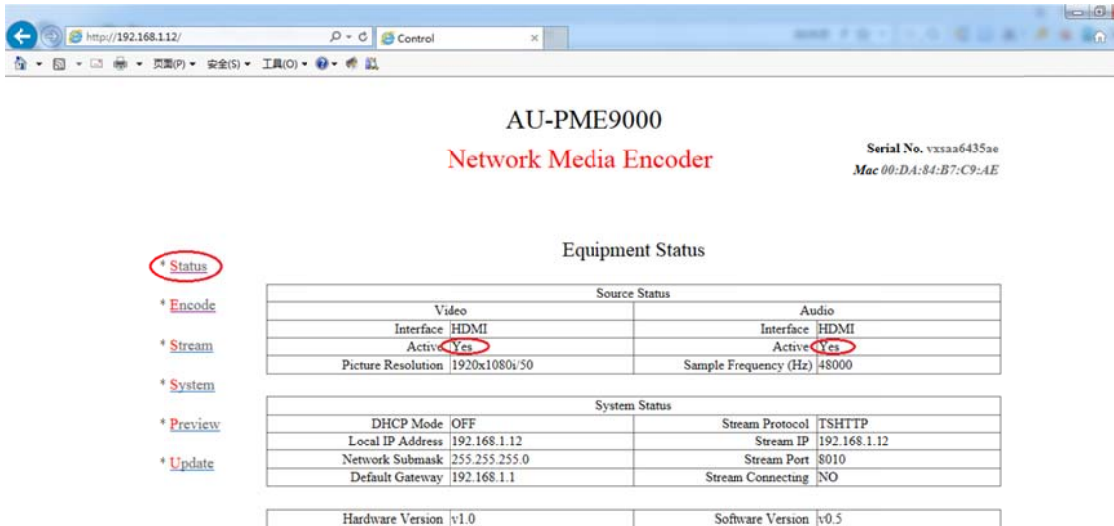 http://192.168.1.12/
Control
页面(P) 安全(S) 工具(O)
AU-PME9000
Network Media Encoder
Serial No. vxsaa6435ae
Mac 00:DA:84:B7:C9:AE
Equipment Status
* Status
* Encode
* Stream
* System
* Preview
* Update
Source Status
Video Audio
Interface HDMI Interface HDMI
Active Yes Active Yes
Picture Resolution 1920x1080i/50 Sample Frequency (Hz) 48000
System Status
DHCP Mode OFF Stream Protocol TSHTTP
Local IP Address 192.168.1.12 Stream IP 192.168.1.12
Network Submask 255.255.255.0 Stream Port 8010
Default Gateway 192.168.1.1 Stream Connecting NO
Hardware Version v1.0 Software Version v0.5